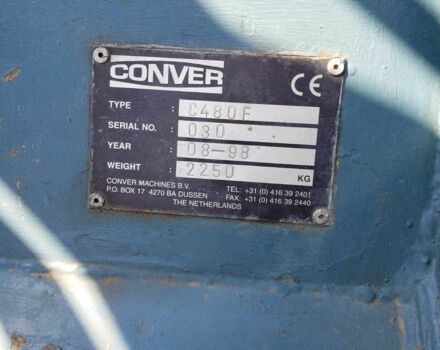 CONVER CE
TYPE : C480F
SERIAL NO. : 030
YEAR : 08-98
WEIGHT : 2250 KG
CONVER MACHINES B.V. TEL: +31 (0) 416 39 2401
P.O. BOX 17 4270 BA DUSSEN FAX: +31 (0) 416 39 2440
THE NETHERLANDS